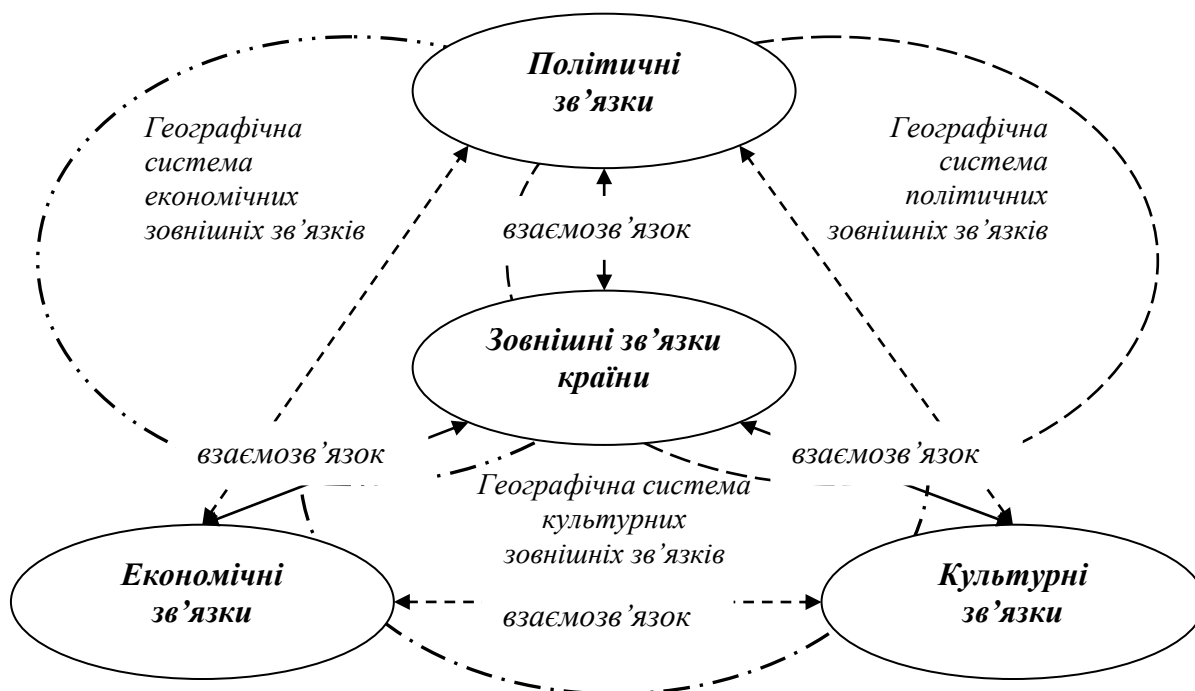 Політичні
зв’язки
Географічна
система
економічних
зовнішніх зв’язків
Географічна
система
політичних
зовнішніх зв’язків
взаємозв’язок
Зовнішні зв’язки
країни
взаємозв’язок
взаємозв’язок
Географічна система
культурних
зовнішніх зв’язків
Економічні
зв’язки
взаємозв’язок
Культурні
зв’язки